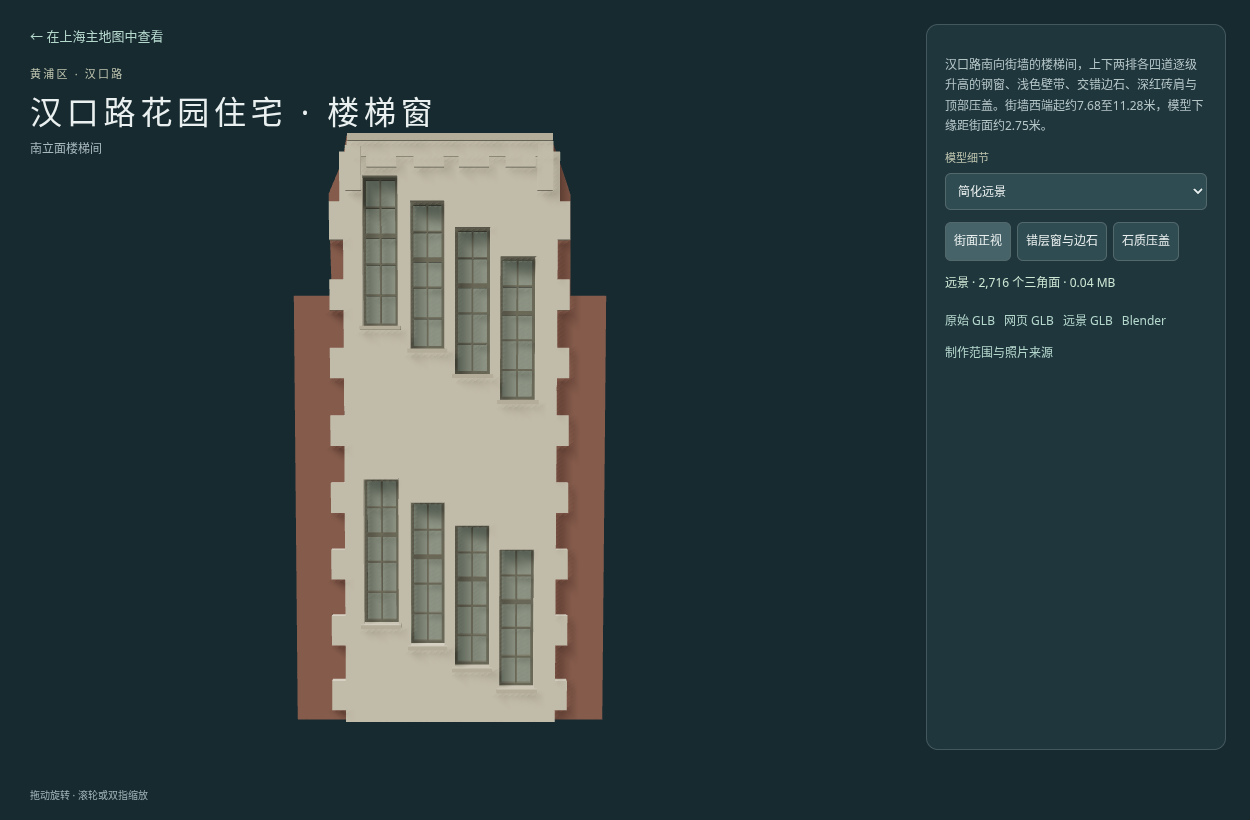 ← 在上海主地图中查看
黄浦区 · 汉口路
汉口路花园住宅 · 楼梯窗
南立面楼梯间
汉口路南向街墙的楼梯间，上下两排各四道逐级
升高的钢窗、浅色壁带、交错边石、深红砖肩与
顶部压盖。街墙西端起约7.68至11.28米，模型下
缘距街面约2.75米。
模型细节
简化远景
街面正视 错层窗与边石 石质压盖
远景 · 2,716 个三角面 · 0.04 MB
原始 GLB 网页 GLB 远景 GLB Blender
制作范围与照片来源
拖动旋转 · 滚轮或双指缩放